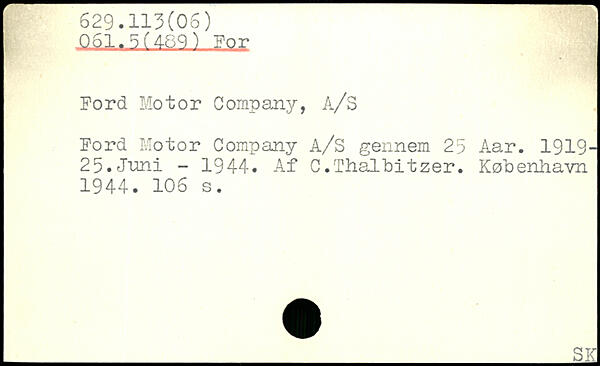 629.113(06)
061.5(489) For
Ford Motor Company, A/S
Ford Motor Company A/S gennem 25 Aar. 1919-
25.Juni - 1944. Af C.Thalbitzer. København
1944. 106 s.
SK